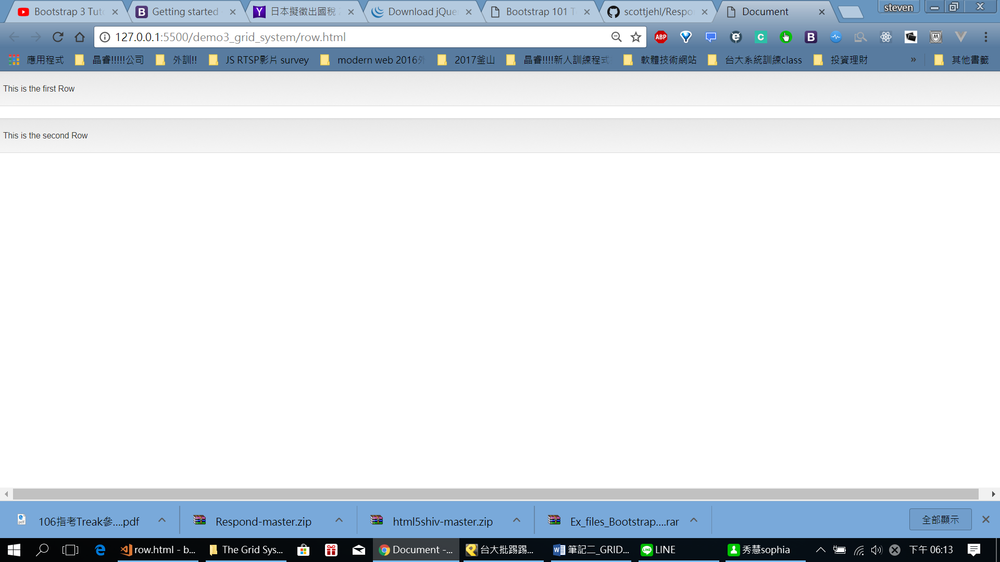 Bootstrap 3 Tuto
Getting started
日本擬徵出國稅
Download jQue
Bootstrap 101 T
scottjehl/Respon
Document
steven
127.0.0.1:5500/demo3_grid_system/row.html
ABP
應用程式
晶睿!!!!!公司
外訓!!
JS RTSP影片 survey
modern web 2016外
2017釜山
晶睿!!!!新人訓練程式
軟體技術網站
台大系統訓練class
投資理財
»
其他書籤
This is the first Row
This is the second Row
106指考Treak參....pdf
Respond-master.zip
html5shiv-master.zip
Ex_files_Bootstrap....rar
全部顯示
row.html - b...
The Grid Sys...
Document -...
台大批踢踢...
筆記二_GRID...
LINE
秀慧sophia
下午 06:13